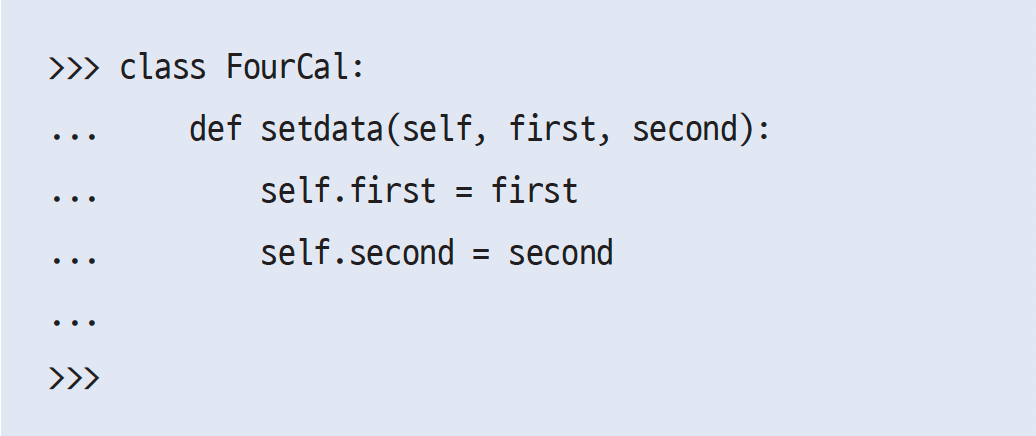 >>> class FourCal:
...     def setdata(self, first, second):
...         self.first = first
...         self.second = second
...
>>>